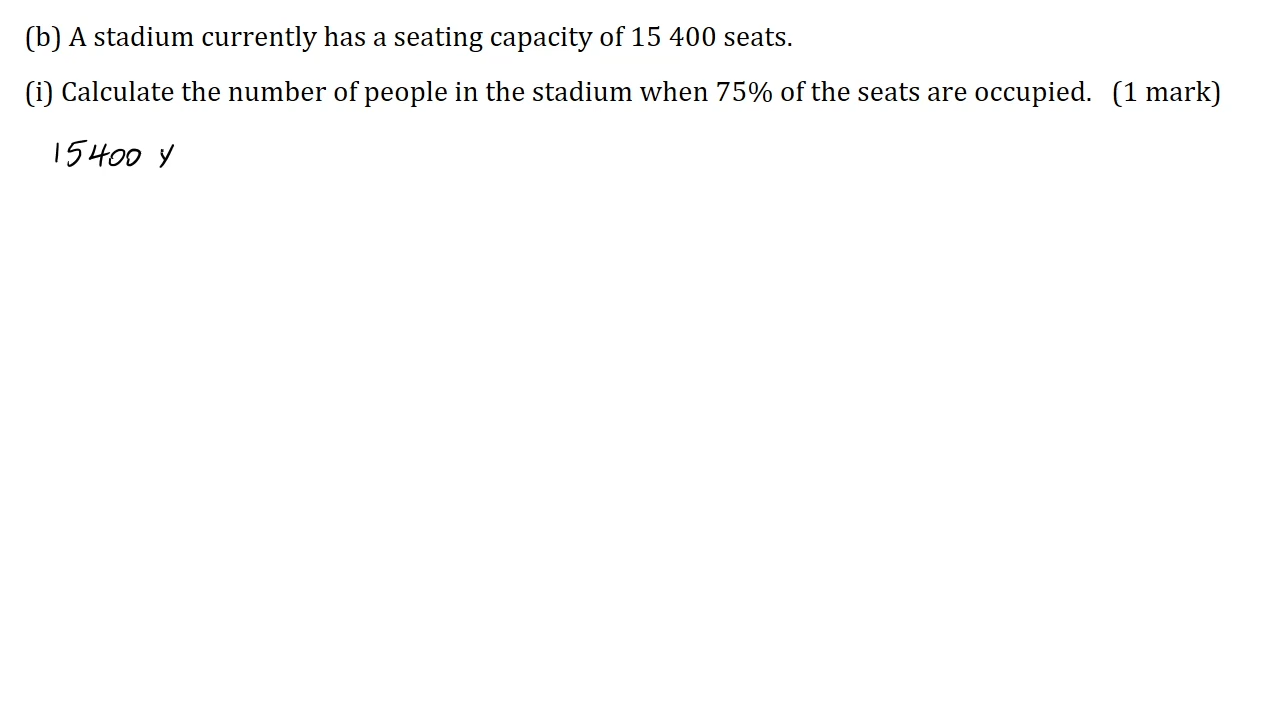 (b) A stadium currently has a seating capacity of 15 400 seats.
(i) Calculate the number of people in the stadium when 75% of the seats are occupied. (1 mark)
15400 ×